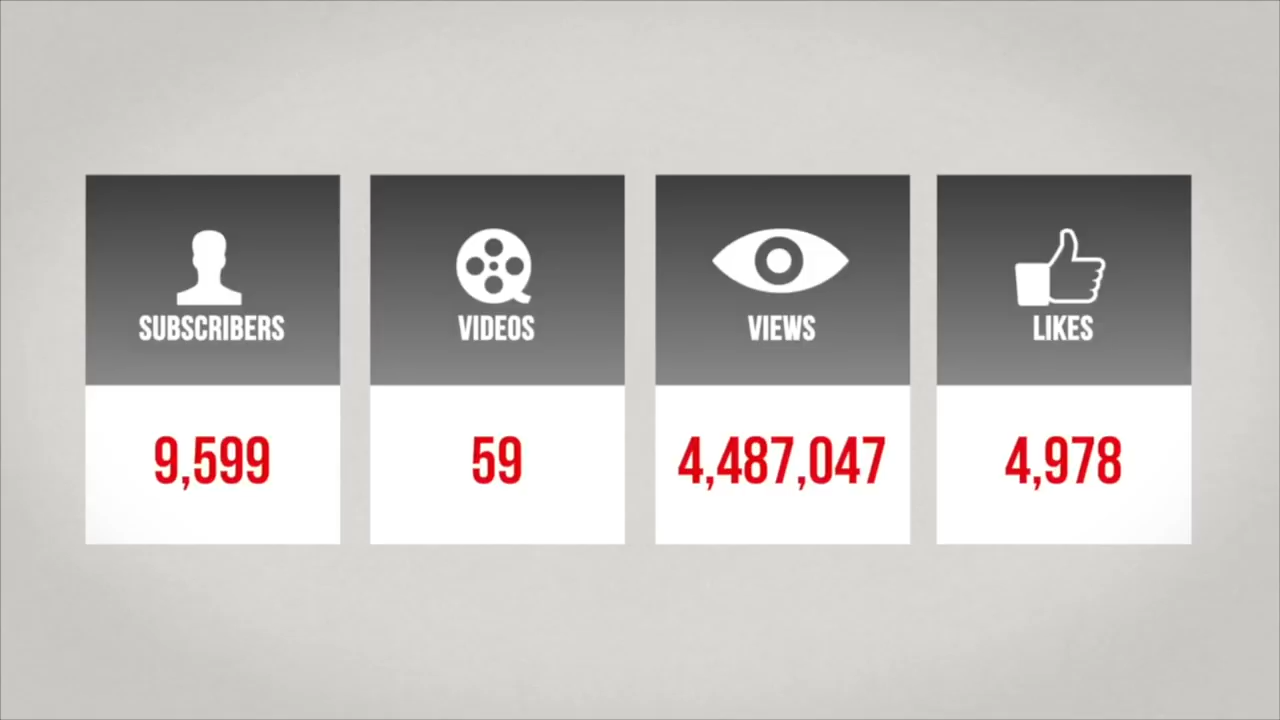 SUBSCRIBERS
VIDEOS
VIEWS
LIKES
9,599
59
4,487,047
4,978